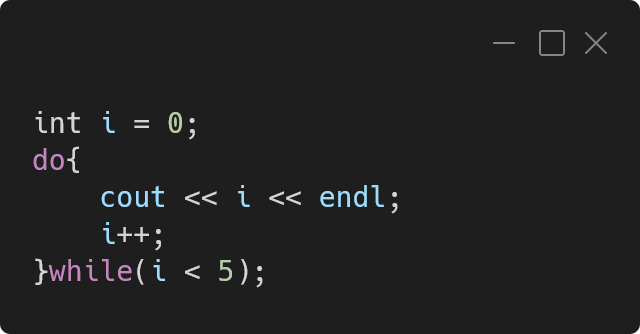 int i = 0;
do{
    cout << i << endl;
    i++;
}while(i < 5);